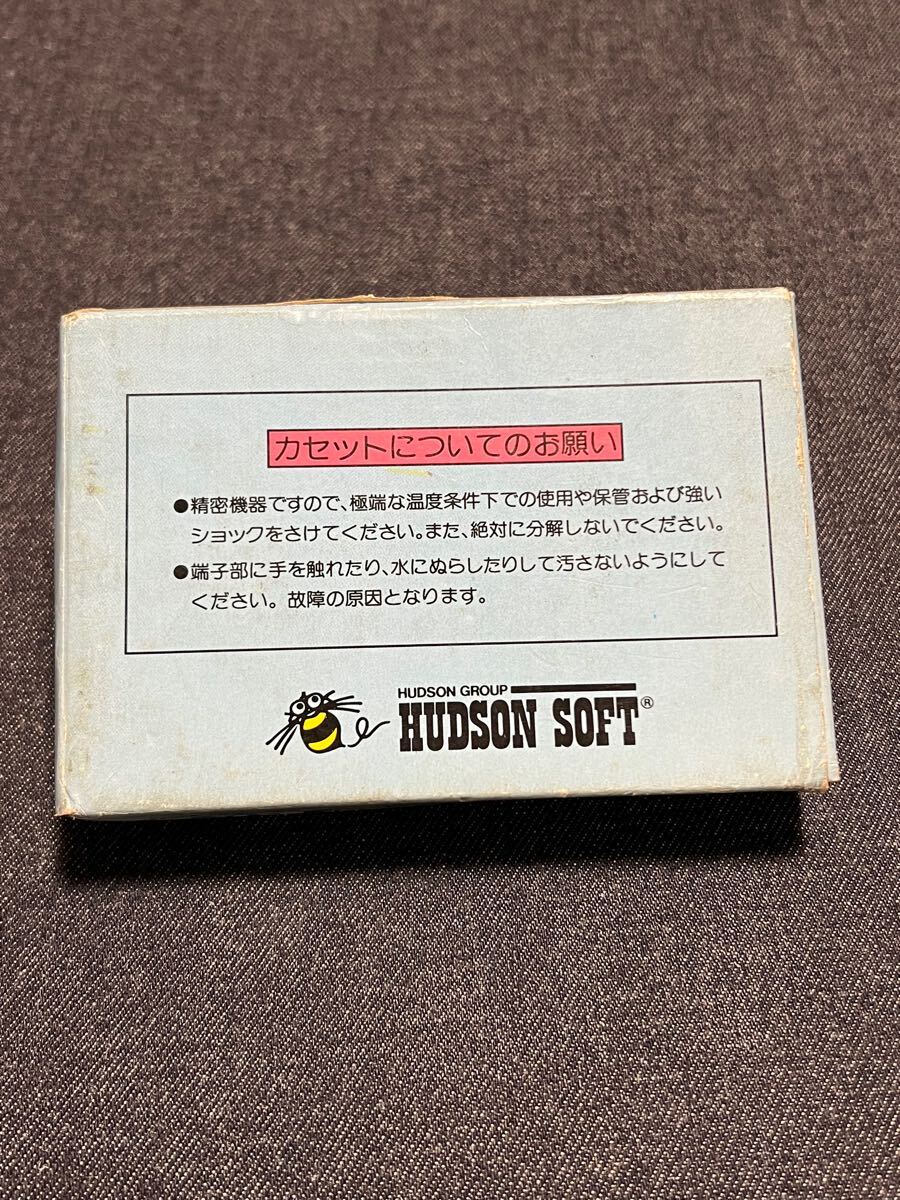 カセットについてのお願い
●精密機器ですので、極端な温度条件下での使用や保管および強い
ショックをさけてください。また、絶対に分解しないでください。
●端子部に手を触れたり、水にぬらしたりして汚さないようにして
ください。故障の原因となります。
HUDSON GROUP
HUDSON SOFT®